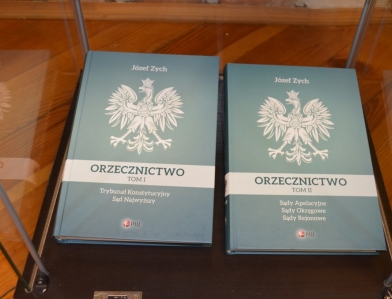 Józef Zych
ORZECZNICTWO
TOM I
Trybunał Konstytucyjny
Sąd Najwyższy
Józef Zych
ORZECZNICTWO
TOM II
Sądy Apelacyjne
Sądy Okręgowe
Sądy Rejonowe